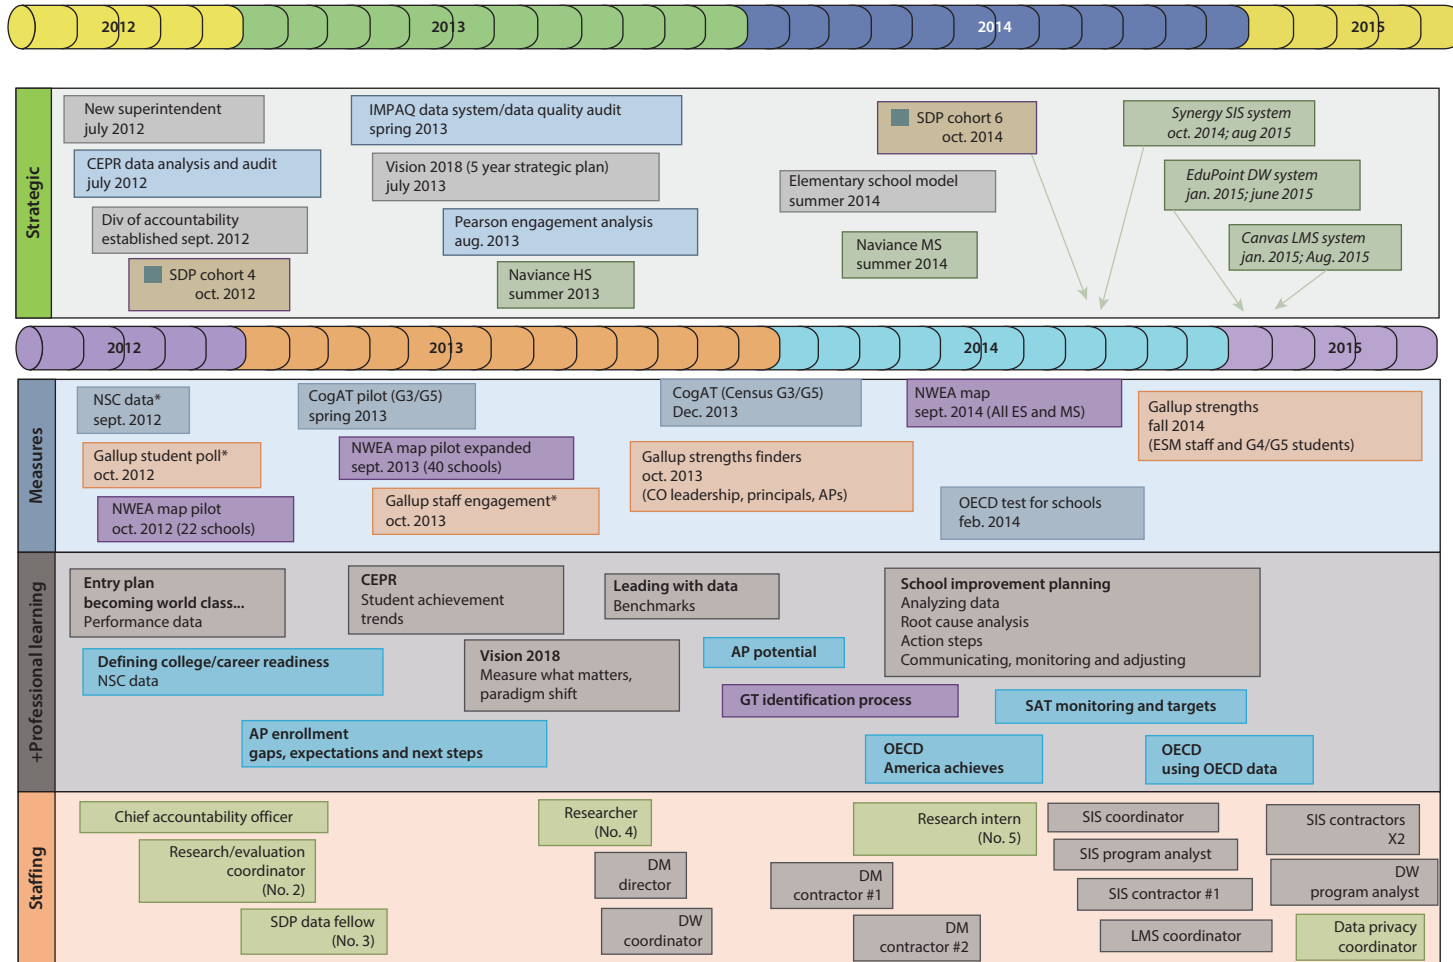 2012
2013
2014
2015
Strategic
New superintendent
july 2012
CEPR data analysis and audit
july 2012
Div of accountability
established sept. 2012
SDP cohort 4
oct. 2012
IMPAQ data system/data quality audit
spring 2013
Vision 2018 (5 year strategic plan)
july 2013
Pearson engagement analysis
aug. 2013
Naviance HS
summer 2013
SDP cohort 6
oct. 2014
Elementary school model
summer 2014
Naviance MS
summer 2014
Synergy SIS system
oct. 2014; aug 2015
EduPoint DW system
jan. 2015; june 2015
Canvas LMS system
jan. 2015; Aug. 2015
2012
2013
2014
2015
Measures
NSC data*
sept. 2012
Gallup student poll*
oct. 2012
NWEA map pilot
oct. 2012 (22 schools)
CogAT pilot (G3/G5)
spring 2013
NWEA map pilot expanded
sept. 2013 (40 schools)
Gallup staff engagement*
oct. 2013
CogAT (Census G3/G5)
Dec. 2013
Gallup strengths finders
oct. 2013
(CO leadership, principals, APs)
NWEA map
sept. 2014 (All ES and MS)
OECD test for schools
feb. 2014
Gallup strengths
fall 2014
(ESM staff and G4/G5 students)
+Professional learning
Entry plan
becoming world class...
Performance data
Defining college/career readiness
NSC data
AP enrollment
gaps, expectations and next steps
CEPR
Student achievement
trends
Vision 2018
Measure what matters,
paradigm shift
Leading with data
Benchmarks
AP potential
GT identification process
School improvement planning
Analyzing data
Root cause analysis
Action steps
Communicating, monitoring and adjusting
SAT monitoring and targets
OECD
America achieves
OECD
using OECD data
Staffing
Chief accountability officer
Research/evaluation
coordinator
(No. 2)
SDP data fellow
(No. 3)
Researcher
(No. 4)
DM
director
DW
coordinator
DM
contractor #1
Research intern
(No. 5)
DM
contractor #2
SIS coordinator
SIS program analyst
SIS contractor #1
LMS coordinator
SIS contractors
X2
DW
program analyst
Data privacy
coordinator